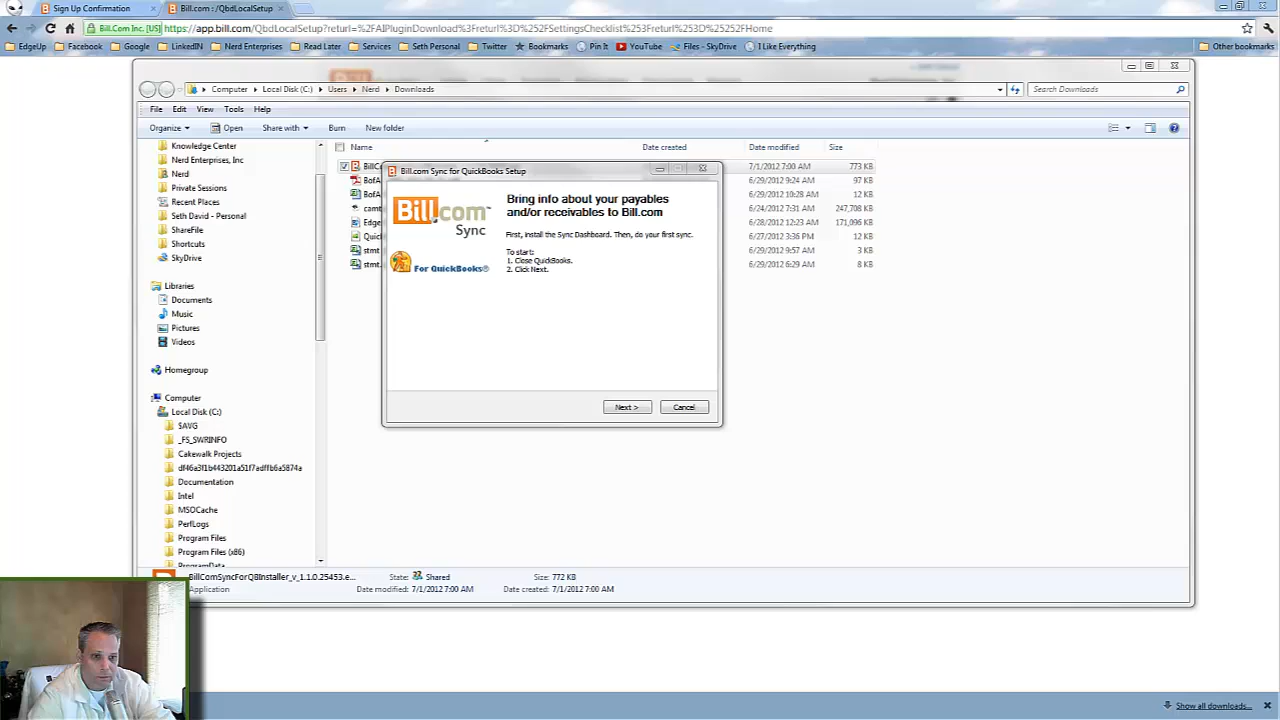 Sign Up Confirmation
Bill.com : /QbdLocalSetup
Bill.Com Inc. [US] https://app.bill.com/QbdLocalSetup?returl=%2FAIPluginDownload%3Freturl%3D%252FSettingsChecklist%253Freturl%253D%25252FHome
EdgeUp Facebook Google LinkedIN Nerd Enterprises Read Later Services Seth Personal Twitter Bookmarks Pin It YouTube Files - SkyDrive I Like Everything Other bookmarks
Computer Local Disk (C:) Users Nerd Downloads Search Downloads
File Edit View Tools Help
Organize Open Share with Burn New folder
Name Date created Date modified Size
Knowledge Center
Nerd Enterprises, Inc
Nerd
Private Sessions
Recent Places
Seth David - Personal
ShareFile
Shortcuts
SkyDrive
Libraries
Documents
Music
Pictures
Videos
Homegroup
Computer
Local Disk (C:)
$AVG
_FS_SWRINFO
Cakewalk Projects
df46a3f1b443201a51f7adffb6a5874a
Documentation
Intel
MSOCache
PerfLogs
Program Files
Program Files (x86)
ProgramData
BillC
BofA
BofA
camt
Edge
Quic
stmt
stmt
7/1/2012 7:00 AM 773 KB
6/29/2012 9:24 AM 97 KB
6/29/2012 10:28 AM 12 KB
6/24/2012 7:31 AM 247,708 KB
6/28/2012 12:23 AM 171,096 KB
6/27/2012 3:36 PM 12 KB
6/29/2012 9:57 AM 3 KB
6/29/2012 6:29 AM 8 KB
Bill.com Sync for QuickBooks Setup
Bill.com™
Sync
For QuickBooks®
Bring info about your payables
and/or receivables to Bill.com
First, install the Sync Dashboard. Then, do your first sync.
To start:
1. Close QuickBooks.
2. Click Next.
Next > Cancel
BillComSyncForQBInstaller_v_1.1.0.25453.e... State: Shared Size: 772 KB
Application Date modified: 7/1/2012 7:00 AM Date created: 7/1/2012 7:00 AM
Show all downloads...